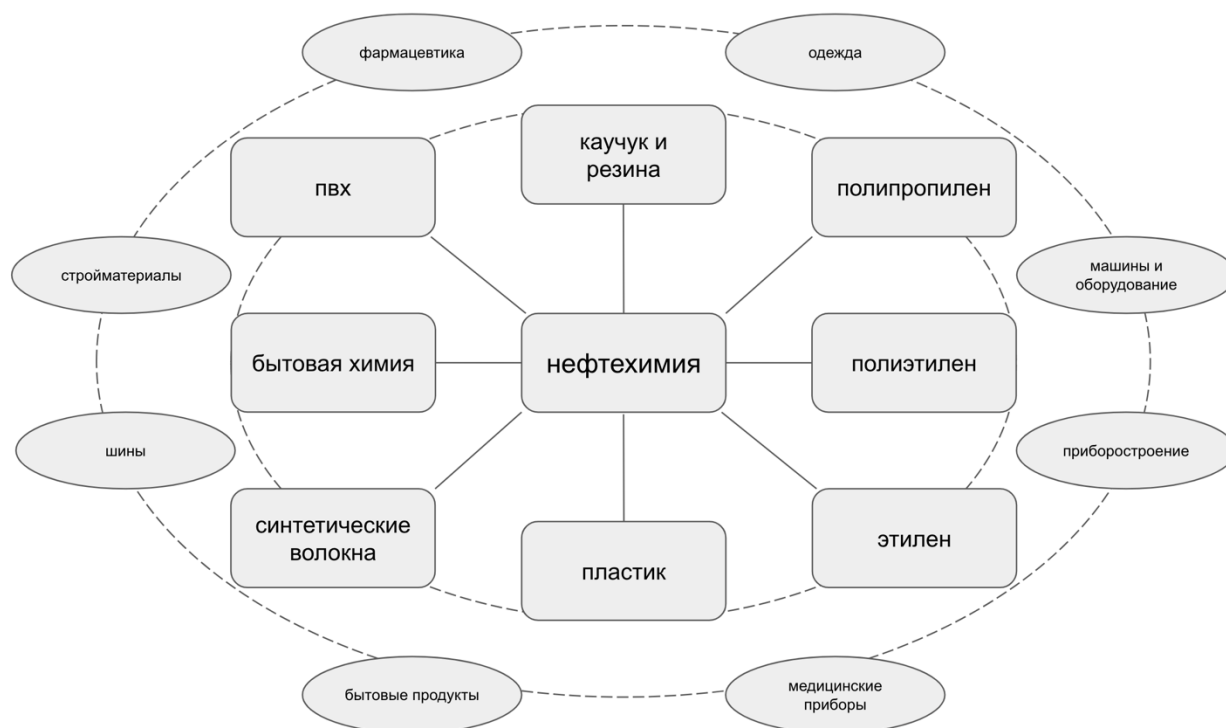 фармацевтика
одежда
каучук и
резина
пвх
полипропилен
стройматериалы
машины и
оборудование
бытовая химия
нефтехимия
полиэтилен
шины
приборостроение
синтетические
волокна
пластик
этилен
бытовые продукты
медицинские
приборы